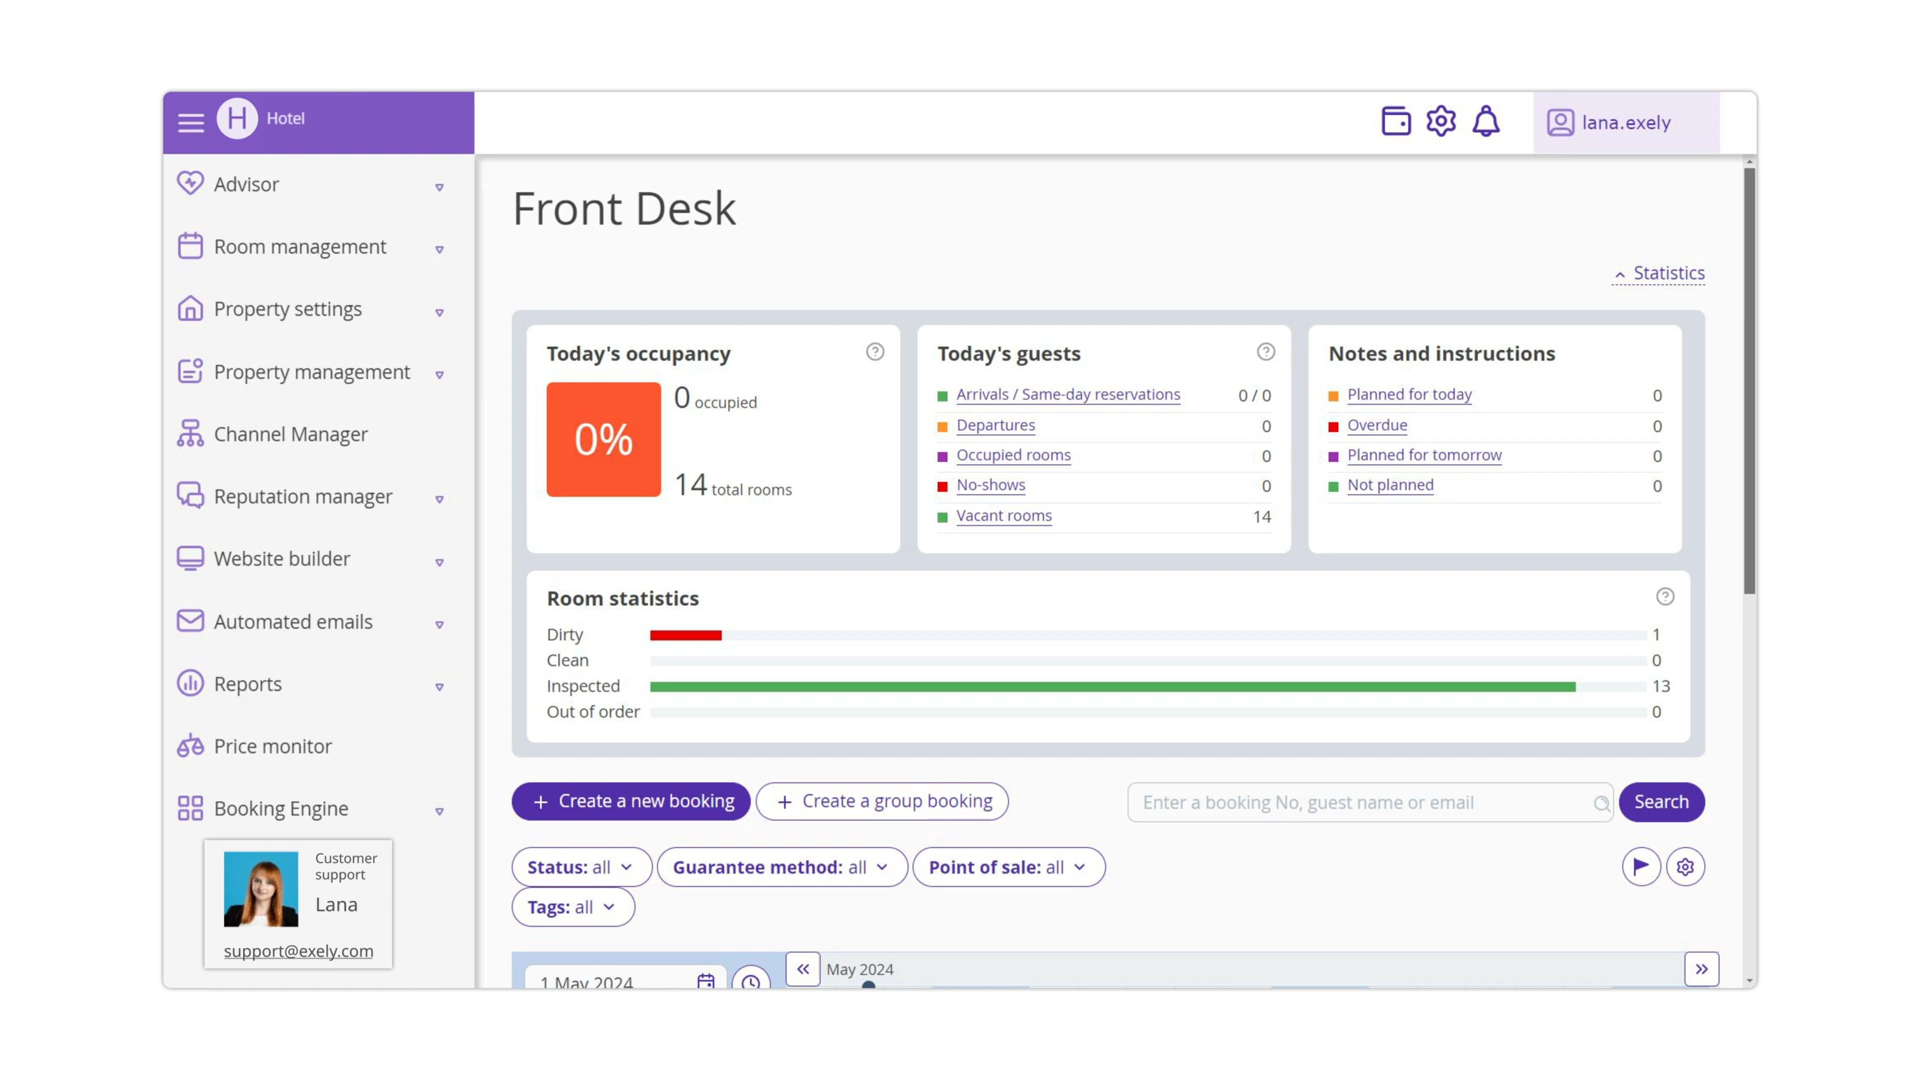 H Hotel
lana.exely
Advisor
Room management
Property settings
Property management
Channel Manager
Reputation manager
Website builder
Automated emails
Reports
Price monitor
Booking Engine
Customer
support
Lana
support@exely.com
Front Desk
Statistics
Today's occupancy ?
0%
0 occupied
14 total rooms
Today's guests ?
Arrivals / Same-day reservations 0 / 0
Departures 0
Occupied rooms 0
No-shows 0
Vacant rooms 14
Notes and instructions
Planned for today 0
Overdue 0
Planned for tomorrow 0
Not planned 0
Room statistics ?
Dirty 1
Clean 0
Inspected 13
Out of order 0
+ Create a new booking
+ Create a group booking
Enter a booking No, guest name or email
Search
Status: all
Guarantee method: all
Point of sale: all
Tags: all
1 May 2024
« May 2024 »